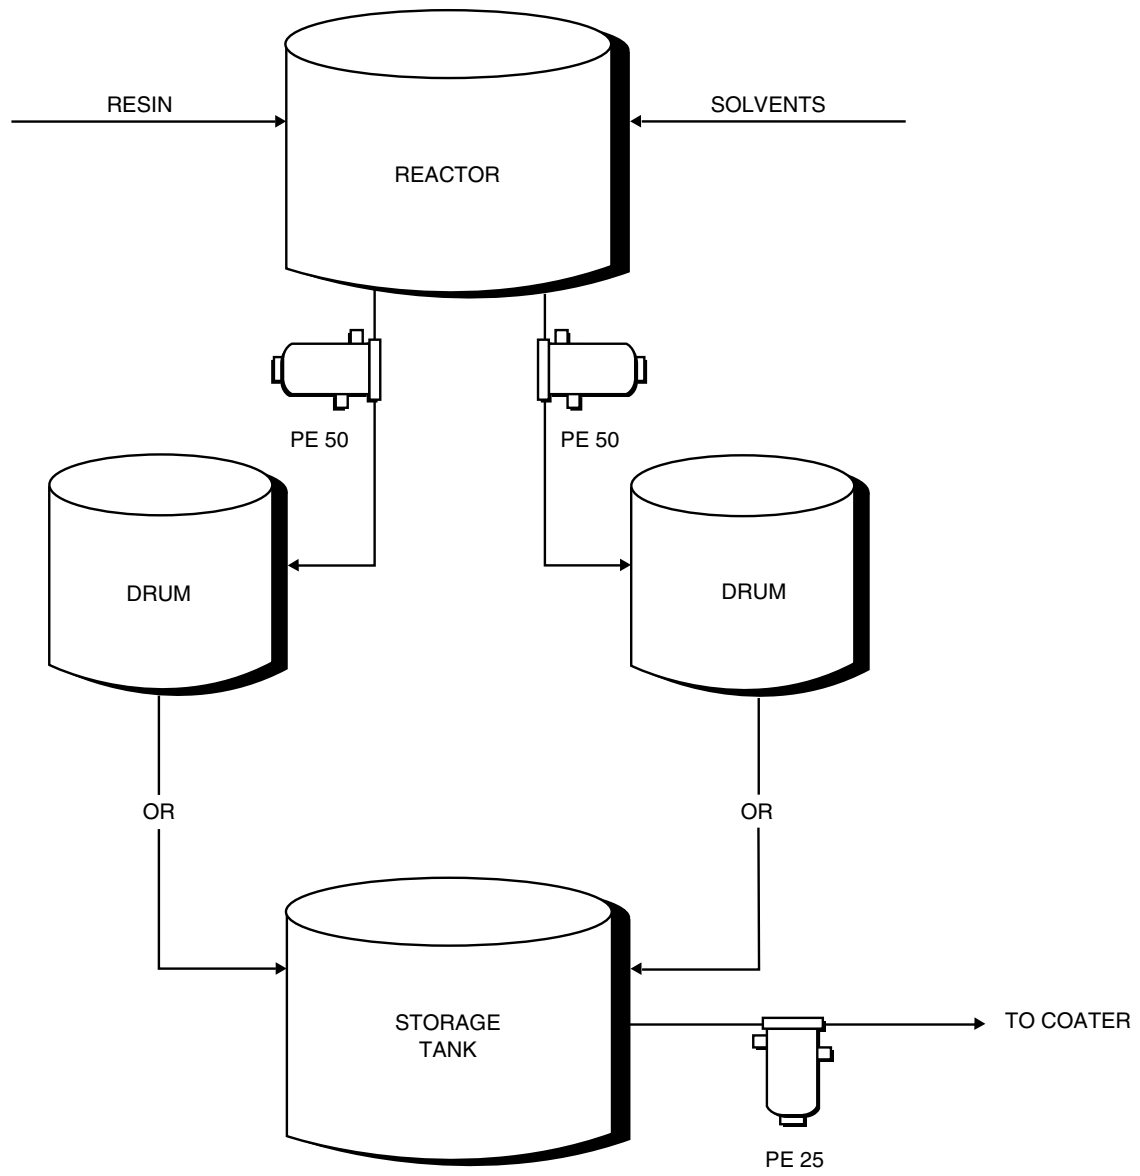 RESIN
SOLVENTS
REACTOR
PE 50
PE 50
DRUM
DRUM
OR
OR
STORAGE
TANK
TO COATER
PE 25